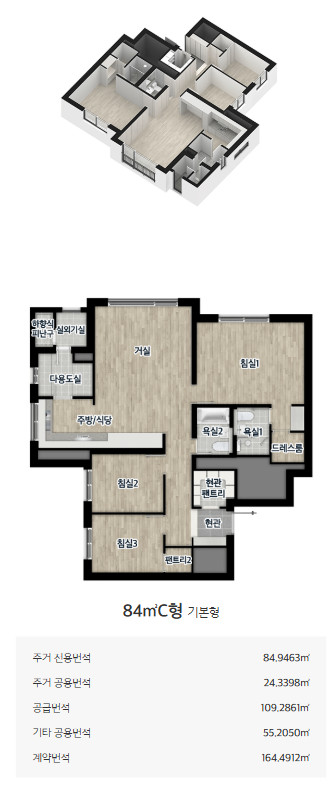 하향식
피난구
실외기실
거실
침실1
다용도실
주방/식당
욕실2
욕실1
드레스룸
침실2
현관
팬트리
현관
침실3
팬트리2
84㎡C형 기본형
주거 전용면적 84.9463㎡
주거 공용면적 24.3398㎡
공급면적 109.2861㎡
기타 공용면적 55.2050㎡
계약면적 164.4912㎡